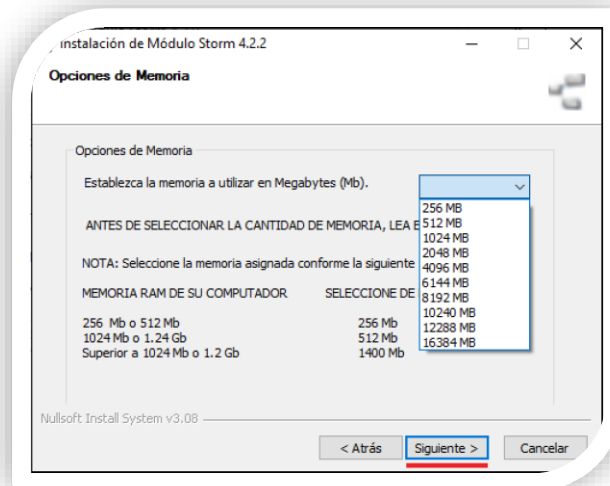 Instalación de Módulo Storm 4.2.2
Opciones de Memoria
Opciones de Memoria
Establezca la memoria a utilizar en Megabytes (Mb).
256 MB
512 MB
1024 MB
2048 MB
4096 MB
6144 MB
8192 MB
10240 MB
12288 MB
16384 MB
ANTES DE SELECCIONAR LA CANTIDAD DE MEMORIA, LEA
NOTA: Seleccione la memoria asignada conforme la siguiente
MEMORIA RAM DE SU COMPUTADOR SELECCIONE DE
256 Mb o 512 Mb 256 Mb
1024 Mb o 1.24 Gb 512 Mb
Superior a 1024 Mb o 1.2 Gb 1400 Mb
Nullsoft Install System v3.08
< Atrás Siguiente > Cancelar